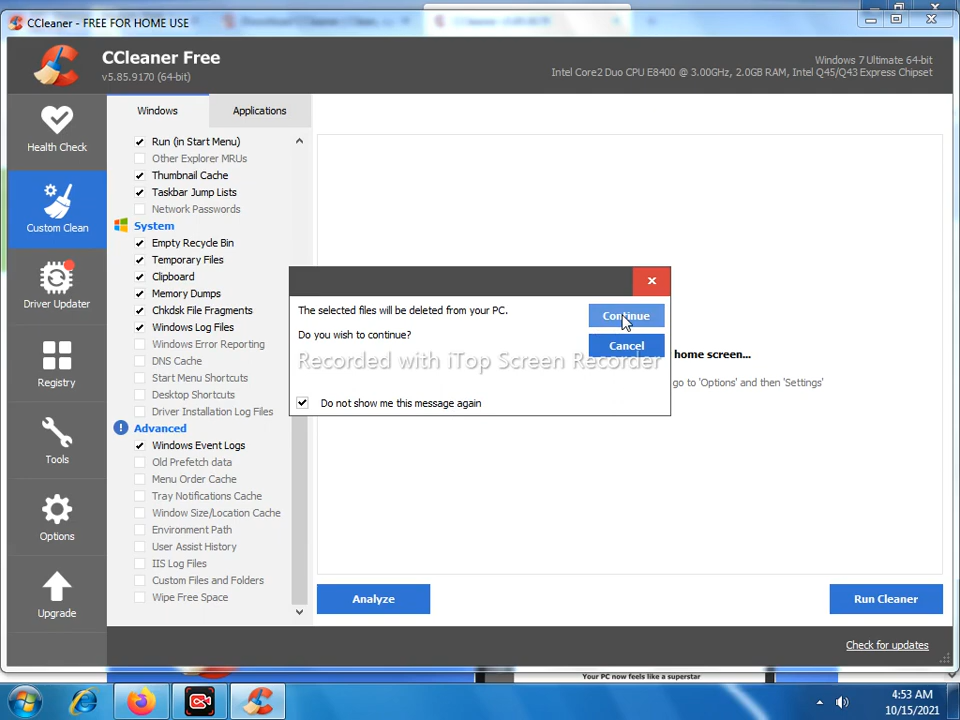 CCleaner - FREE FOR HOME USE
CCleaner Free
v5.85.9170 (64-bit)
Windows 7 Ultimate 64-bit
Intel Core2 Duo CPU E8400 @ 3.00GHz, 2.0GB RAM, Intel Q45/Q43 Express Chipset
Health Check
Custom Clean
Driver Updater
Registry
Tools
Options
Upgrade
Windows
Applications
Run (in Start Menu)
Other Explorer MRUs
Thumbnail Cache
Taskbar Jump Lists
Network Passwords
System
Empty Recycle Bin
Temporary Files
Clipboard
Memory Dumps
Chkdsk File Fragments
Windows Log Files
Windows Error Reporting
DNS Cache
Start Menu Shortcuts
Desktop Shortcuts
Driver Installation Log Files
Advanced
Windows Event Logs
Old Prefetch data
Menu Order Cache
Tray Notifications Cache
Window Size/Location Cache
Environment Path
User Assist History
IIS Log Files
Custom Files and Folders
Wipe Free Space
The selected files will be deleted from your PC.
Do you wish to continue?
Continue
Cancel
Recorded with iTop Screen Recorder
Do not show me this message again
home screen...
go to 'Options' and then 'Settings'
Analyze
Run Cleaner
Check for updates
Your PC now feels like a superstar
4:53 AM
10/15/2021